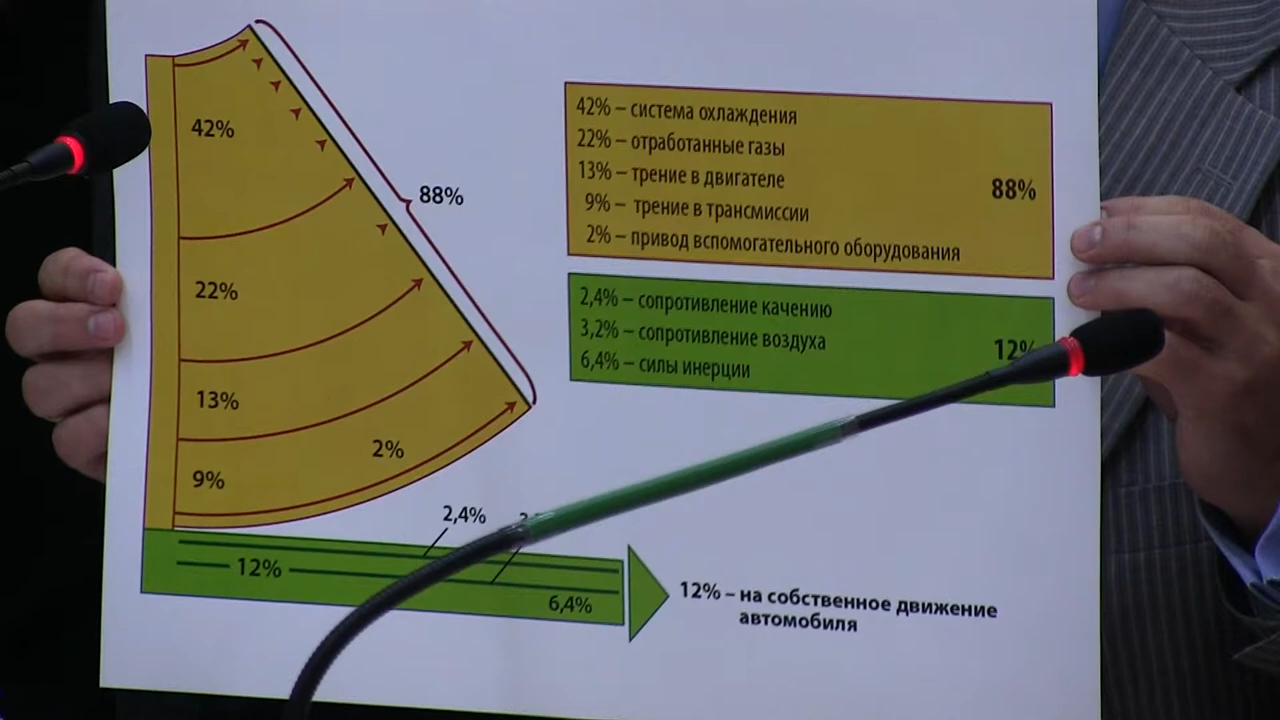 42%
88%
22%
13%
2%
9%
42% – система охлаждения
22% – отработанные газы
13% – трение в двигателе
9% – трение в трансмиссии
2% – привод вспомогательного оборудования
88%
2,4% – сопротивление качению
3,2% – сопротивление воздуха
6,4% – силы инерции
12%
2,4%
12%
6,4%
12% – на собственное движение
автомобиля